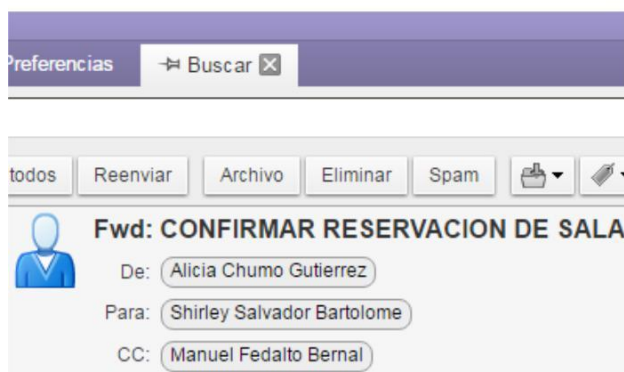 Preferencias Buscar
todos Reenviar Archivo Eliminar Spam
Fwd: CONFIRMAR RESERVACION DE SALA
De: Alicia Chumo Gutierrez
Para: Shirley Salvador Bartolome
CC: Manuel Fedalto Bernal